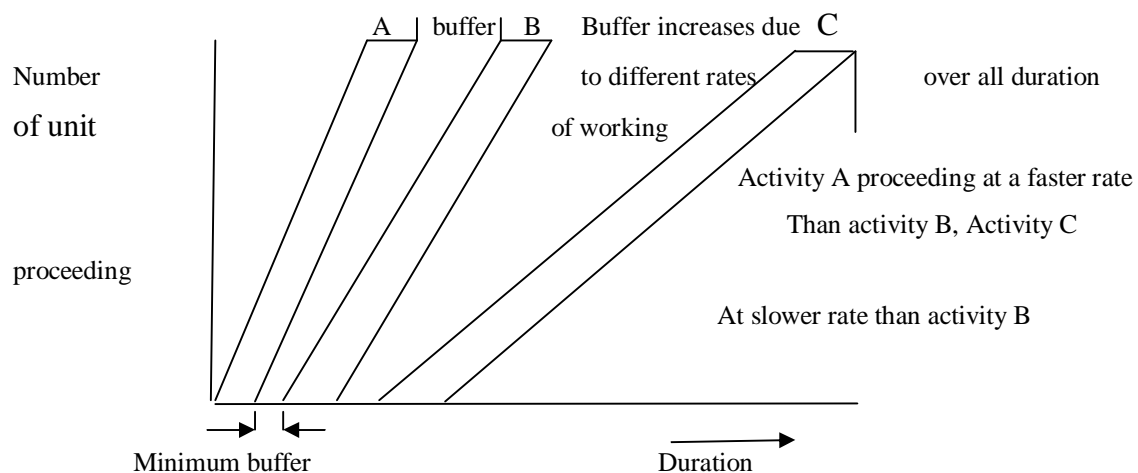 A buffer B Buffer increases due C
Number to different rates over all duration
of unit of working
Activity A proceeding at a faster rate
Than activity B, Activity C
proceeding
At slower rate than activity B
Minimum buffer Duration